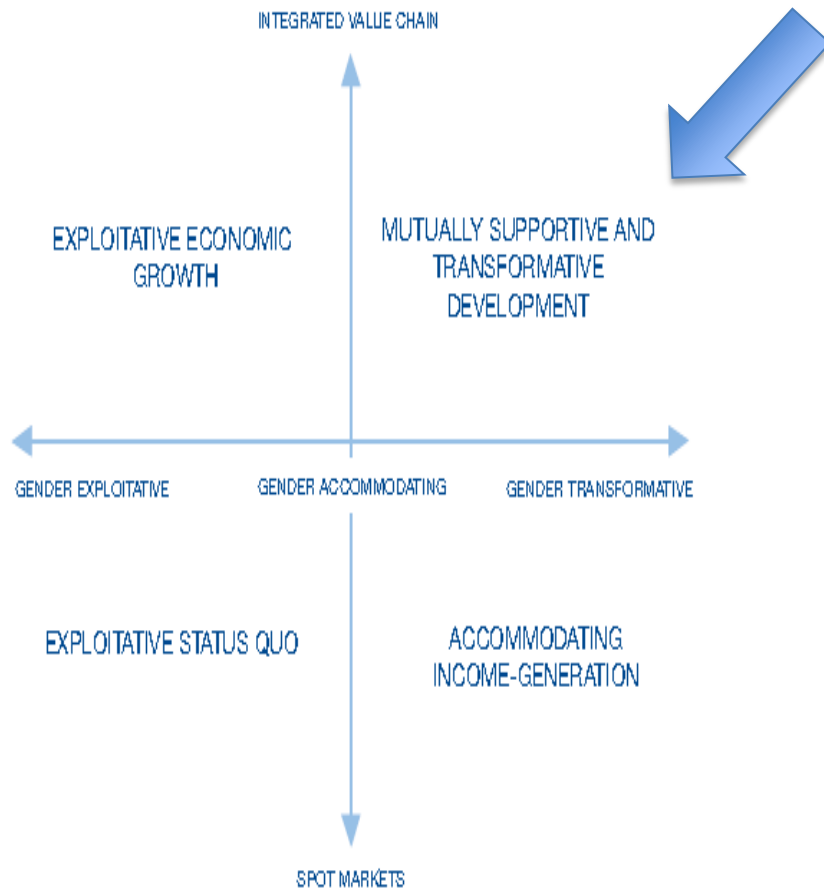 INTEGRATED VALUE CHAIN
EXPLOITATIVE ECONOMIC
GROWTH
MUTUALLY SUPPORTIVE AND
TRANSFORMATIVE
DEVELOPMENT
GENDER EXPLOITATIVE
GENDER ACCOMMODATING
GENDER TRANSFORMATIVE
EXPLOITATIVE STATUS QUO
ACCOMMODATING
INCOME-GENERATION
SPOT MARKETS